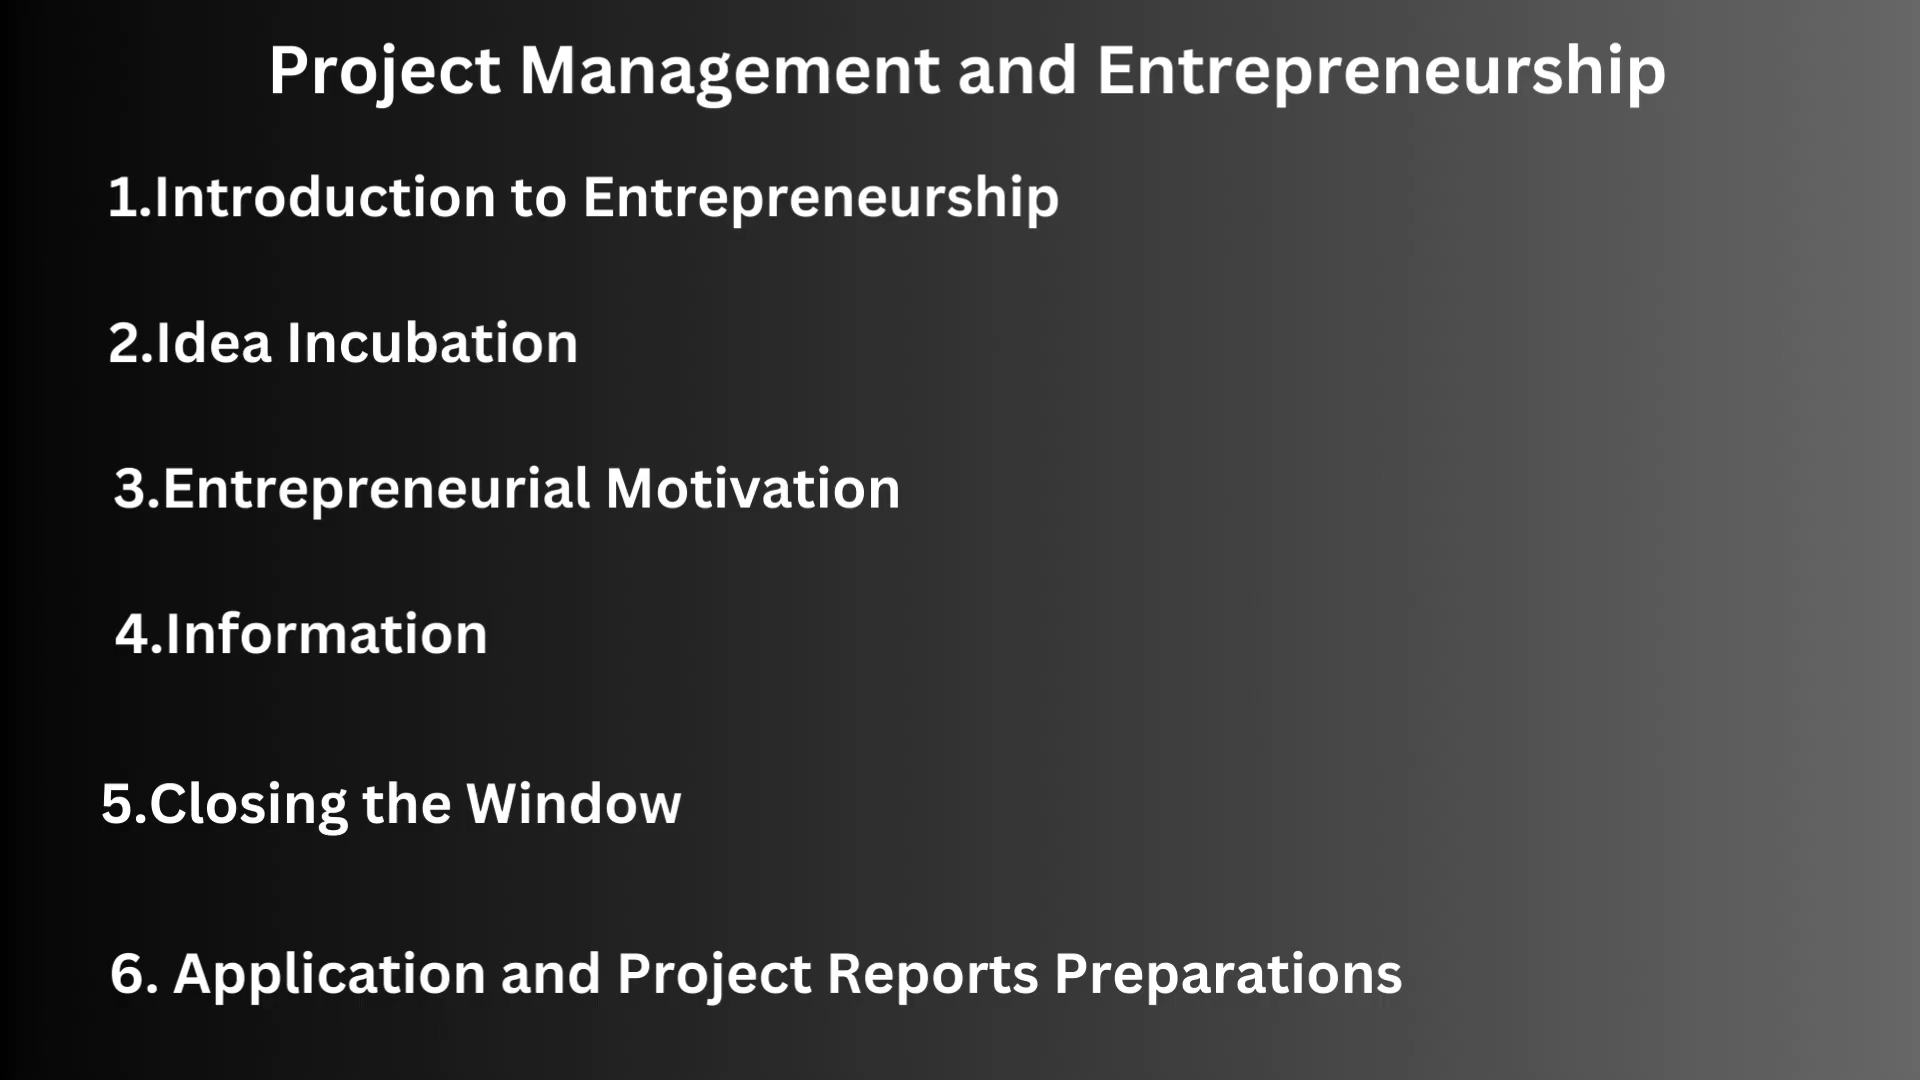 Project Management and Entrepreneurship
1.Introduction to Entrepreneurship
2.Idea Incubation
3.Entrepreneurial Motivation
4.Information
5.Closing the Window
6. Application and Project Reports Preparations